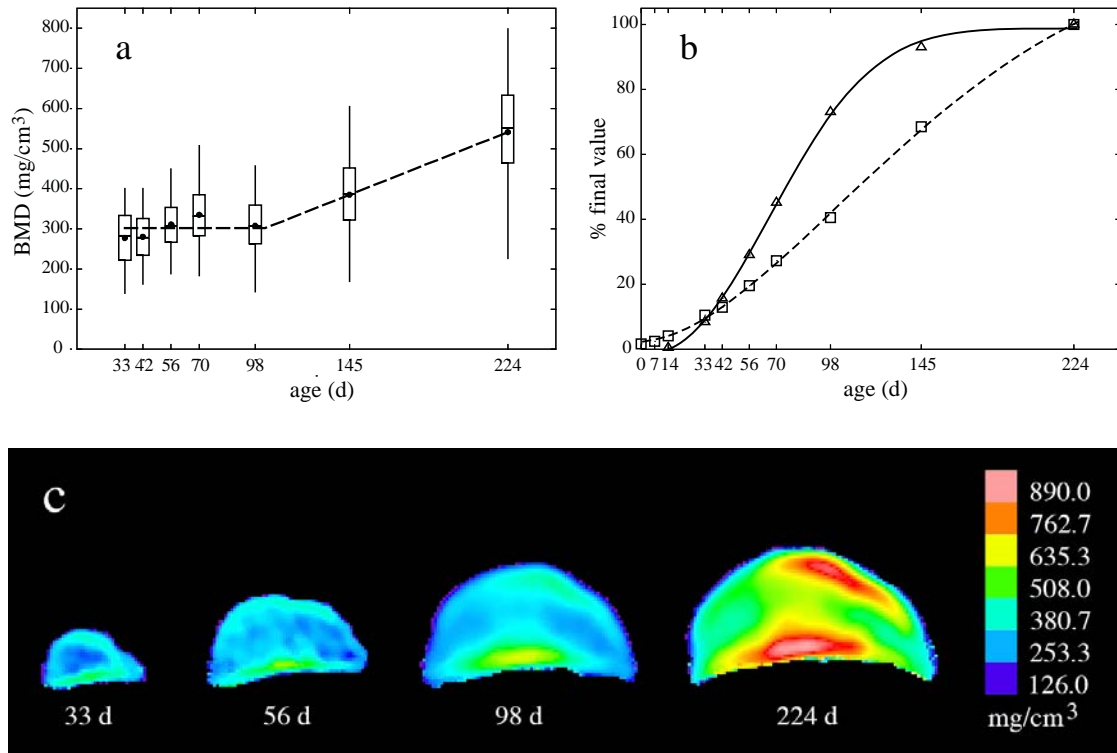 a
800
700
600
500
400
300
200
100
0
BMD (mg/cm³)
33 42 56 70 98 145 224
age (d)
b
100
80
60
40
20
0
% final value
0 7 14 33 42 56 70 98 145 224
age (d)
c
890.0
762.7
635.3
508.0
380.7
253.3
126.0
33 d 56 d 98 d 224 d mg/cm³